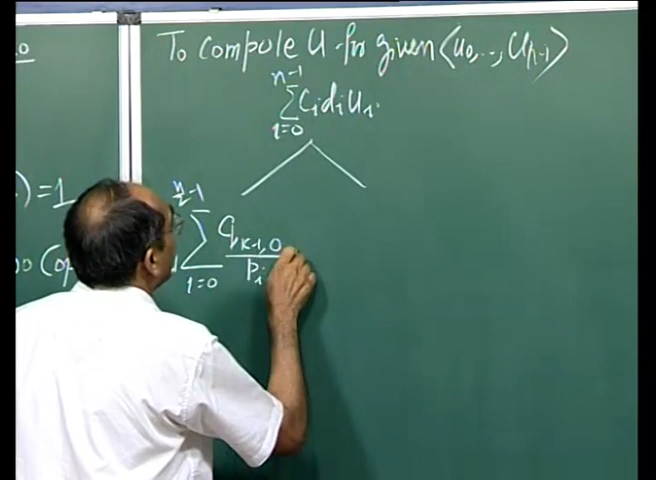 To compute u for given <u0,...,un-1>
n-1
Σ ci di ui
i=0
) = 1
n/2 -1
Σ qk-1,0
pi
i=0